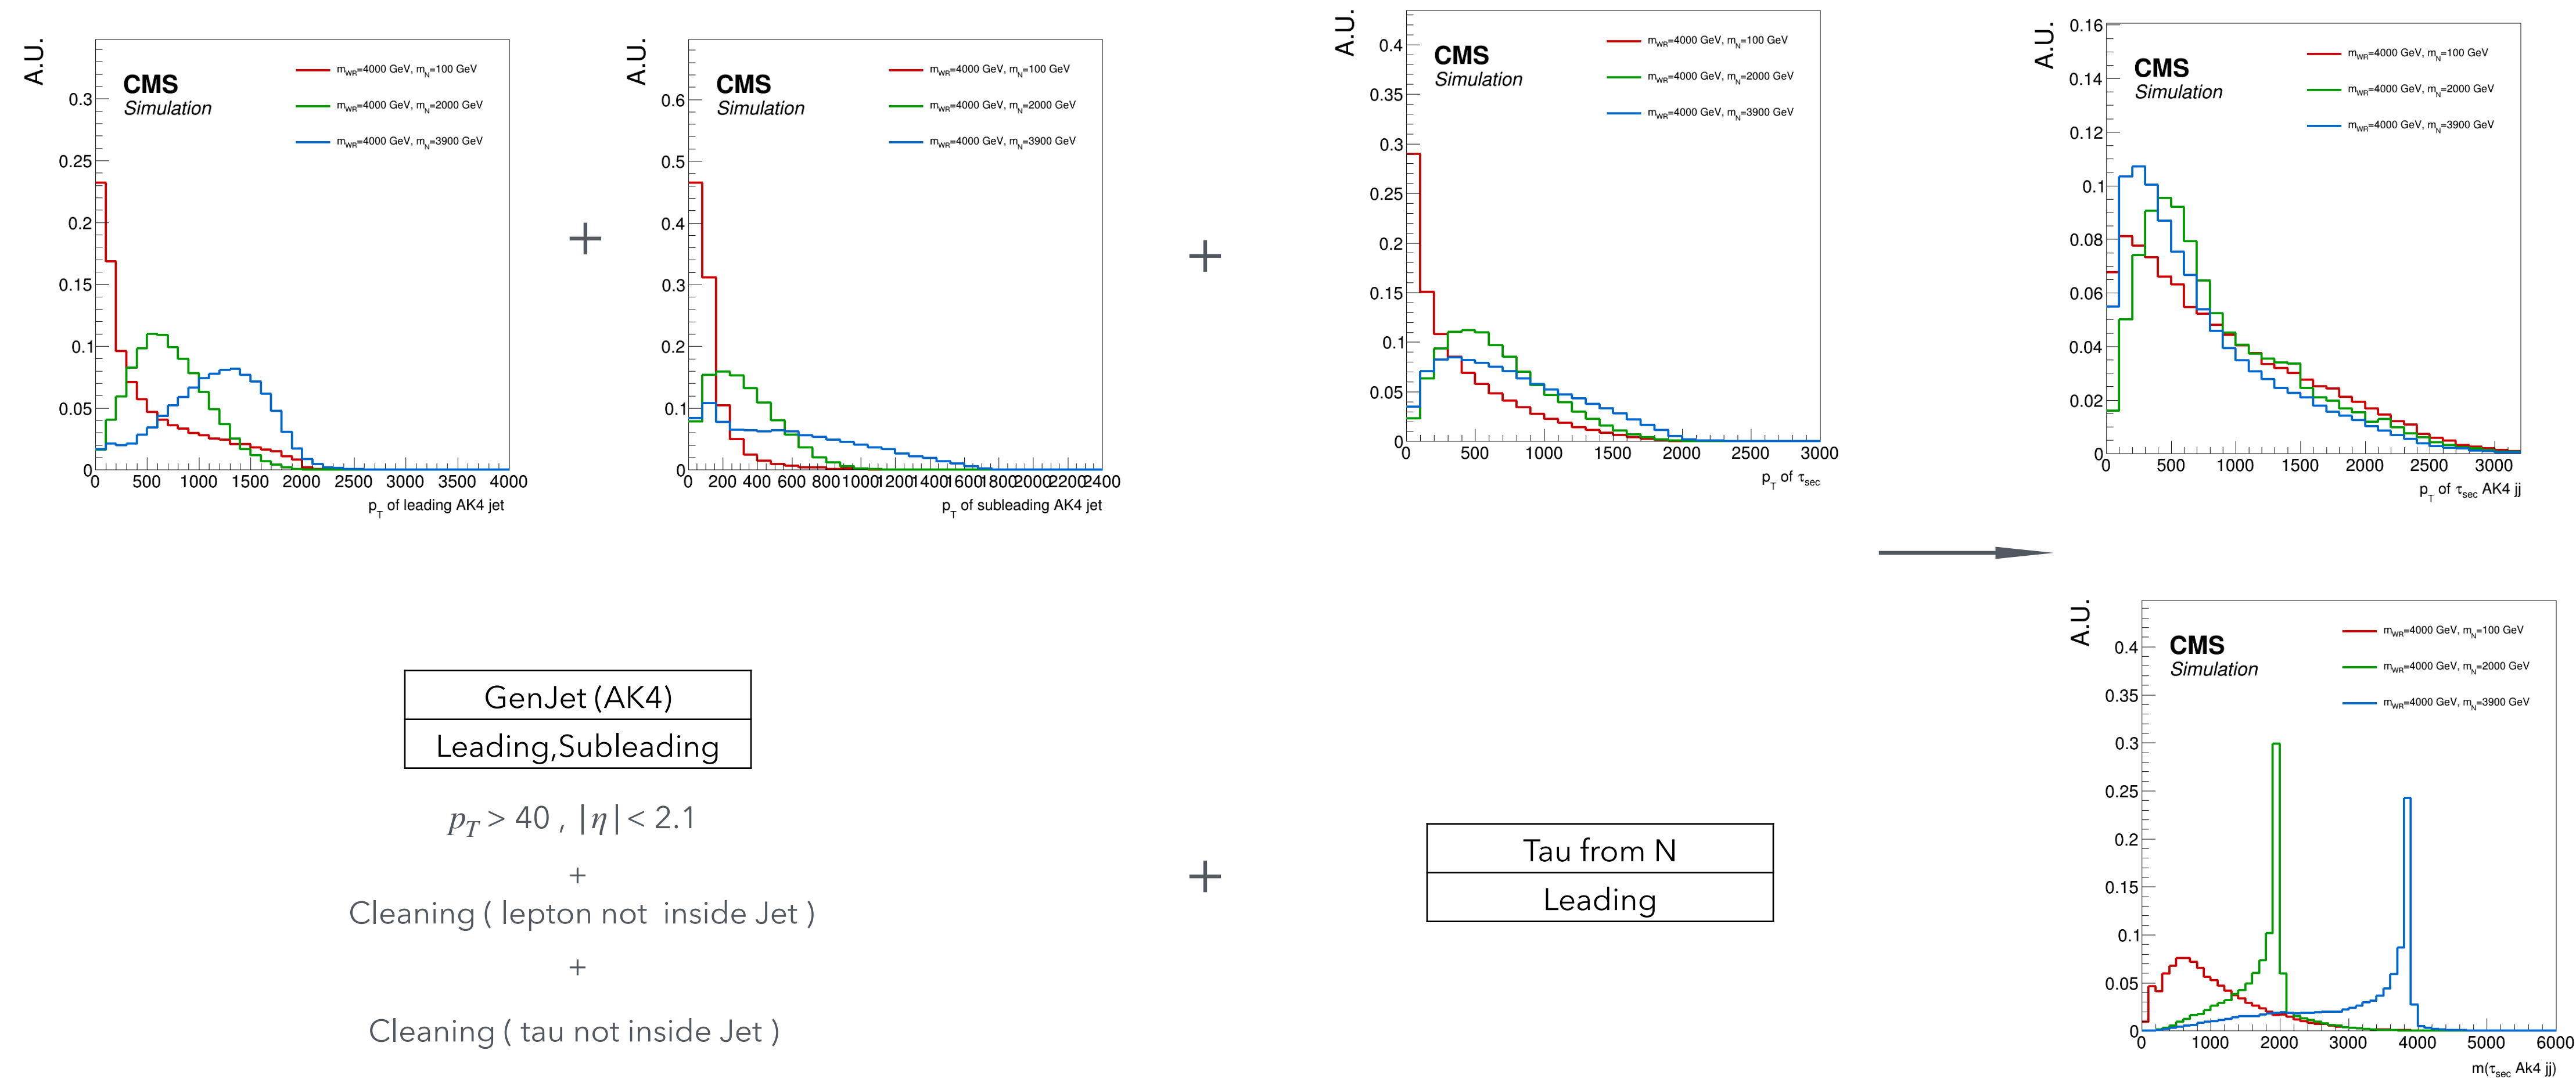 A.U.
CMS
Simulation
m_WR=4000 GeV, m_N=100 GeV
m_WR=4000 GeV, m_N=2000 GeV
m_WR=4000 GeV, m_N=3900 GeV
0.3
0.25
0.2
0.15
0.1
0.05
0
0 500 1000 1500 2000 2500 3000 3500 4000
p_T of leading AK4 jet
+
A.U.
CMS
Simulation
m_WR=4000 GeV, m_N=100 GeV
m_WR=4000 GeV, m_N=2000 GeV
m_WR=4000 GeV, m_N=3900 GeV
0.6
0.5
0.4
0.3
0.2
0.1
0
0 200 400 600 800 1000 1200 1400 1600 1800 2000 2200 2400
p_T of subleading AK4 jet
+
A.U.
CMS
Simulation
m_WR=4000 GeV, m_N=100 GeV
m_WR=4000 GeV, m_N=2000 GeV
m_WR=4000 GeV, m_N=3900 GeV
0.4
0.35
0.3
0.25
0.2
0.15
0.1
0.05
0
0 500 1000 1500 2000 2500 3000
p_T of τ_sec
A.U.
CMS
Simulation
m_WR=4000 GeV, m_N=100 GeV
m_WR=4000 GeV, m_N=2000 GeV
m_WR=4000 GeV, m_N=3900 GeV
0.16
0.14
0.12
0.1
0.08
0.06
0.04
0.02
0
0 500 1000 1500 2000 2500 3000
p_T of τ_sec AK4 jj
GenJet (AK4)
Leading,Subleading
p_T > 40 , |η| < 2.1
+
Cleaning ( lepton not inside Jet )
+
Cleaning ( tau not inside Jet )
+
Tau from N
Leading
A.U.
CMS
Simulation
m_WR=4000 GeV, m_N=100 GeV
m_WR=4000 GeV, m_N=2000 GeV
m_WR=4000 GeV, m_N=3900 GeV
0.4
0.35
0.3
0.25
0.2
0.15
0.1
0.05
0
0 1000 2000 3000 4000 5000 6000
m(τ_sec Ak4 jj)